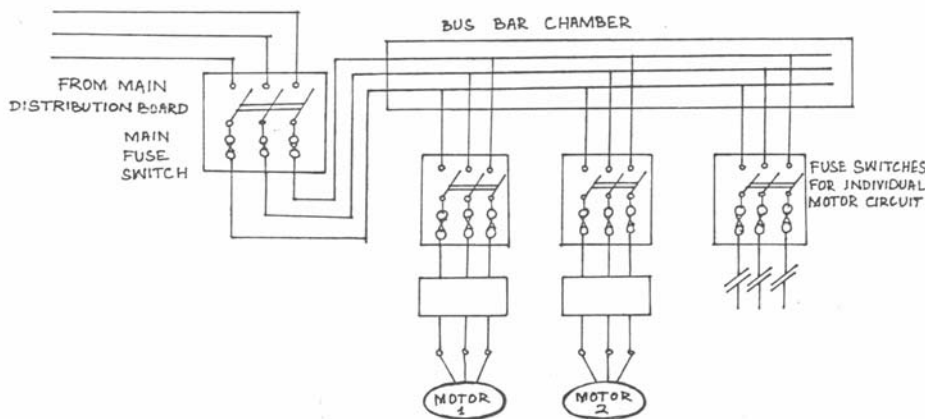 BUS BAR CHAMBER
FROM MAIN
DISTRIBUTION BOARD
MAIN
FUSE
SWITCH
FUSE SWITCHES
FOR INDIVIDUAL
MOTOR CIRCUIT
MOTOR
1
MOTOR
2